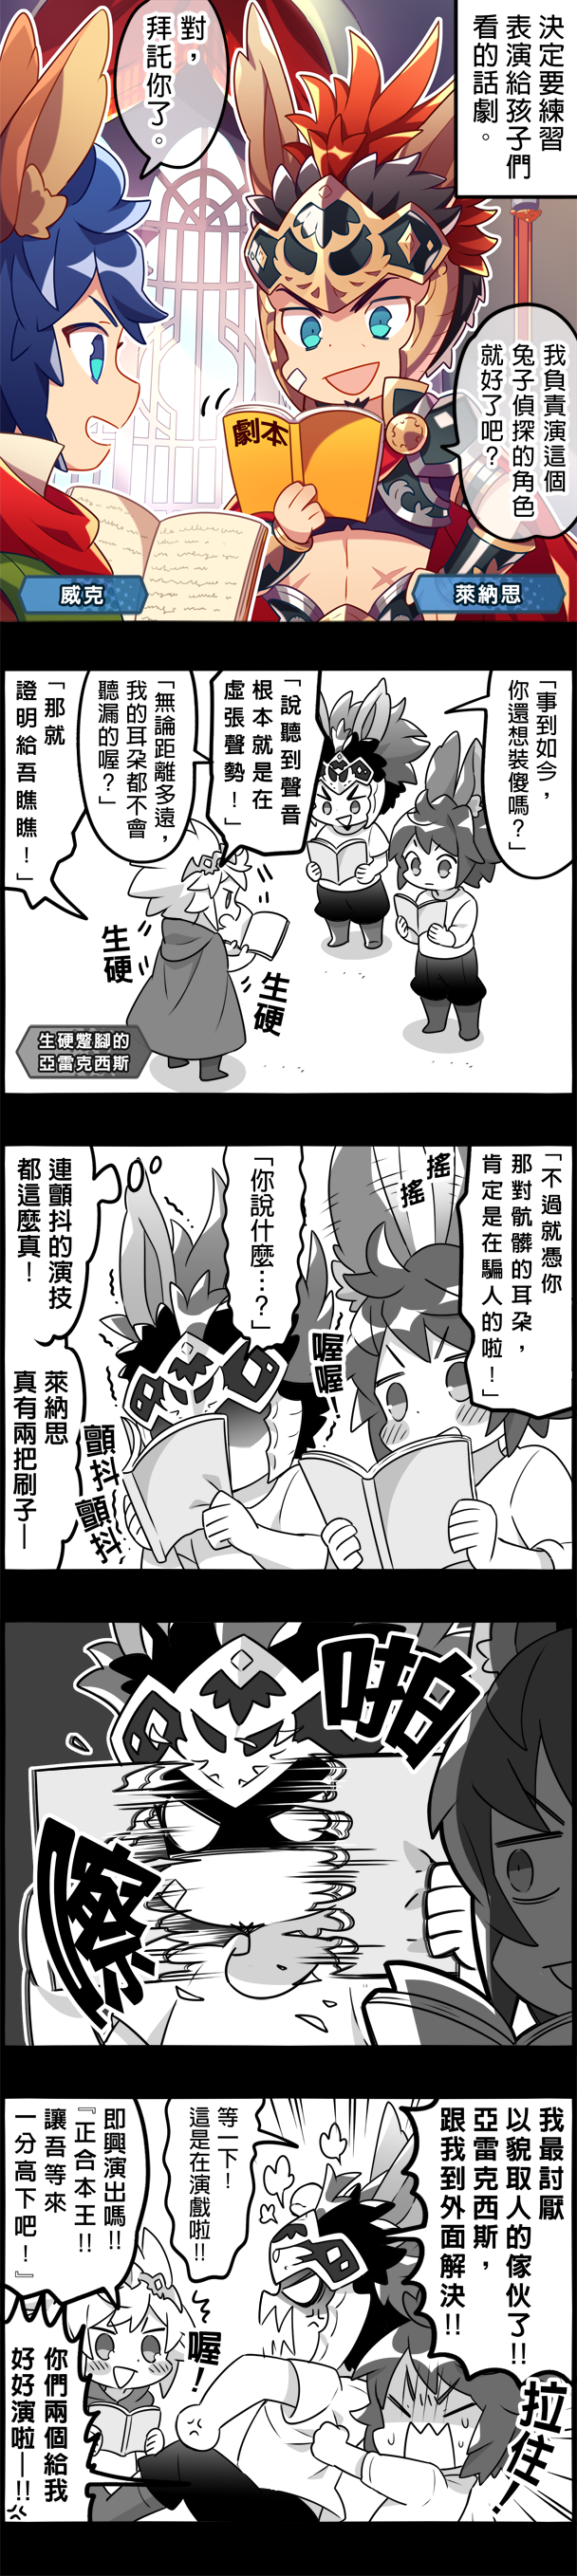 決定要練習
表演給孩子們
看的話劇。
對，
拜託你了。
我負責演這個
兔子偵探的角色
就好了吧？
劇本
威克
萊納思
「事到如今，
你還想裝傻嗎？」
「說聽到聲音
根本就是在
虛張聲勢！」
「無論距離多遠，
我的耳朵都不會
聽漏的喔？」
「那就
證明給吾瞧瞧！」
生硬
生硬
生硬蹩腳的
亞雷克西斯
「不過就憑你
那對骯髒的耳朵，
肯定是在騙人的啦！」
搖搖
「你說什麼…？」
喔喔！
連顫抖的演技
都這麼真！
萊納思
真有兩把刷子—
顫抖顫抖
啪
嚓
我最討厭
以貌取人的傢伙了!!
亞雷克西斯，
跟我到外面
解決!!
等一下！
這是在演戲啦!!
即興演出嗎!!
『正合本王!!
讓吾等來
一分高下吧！』
喔！
拉住！
你們兩個給我
好好演啦—!!